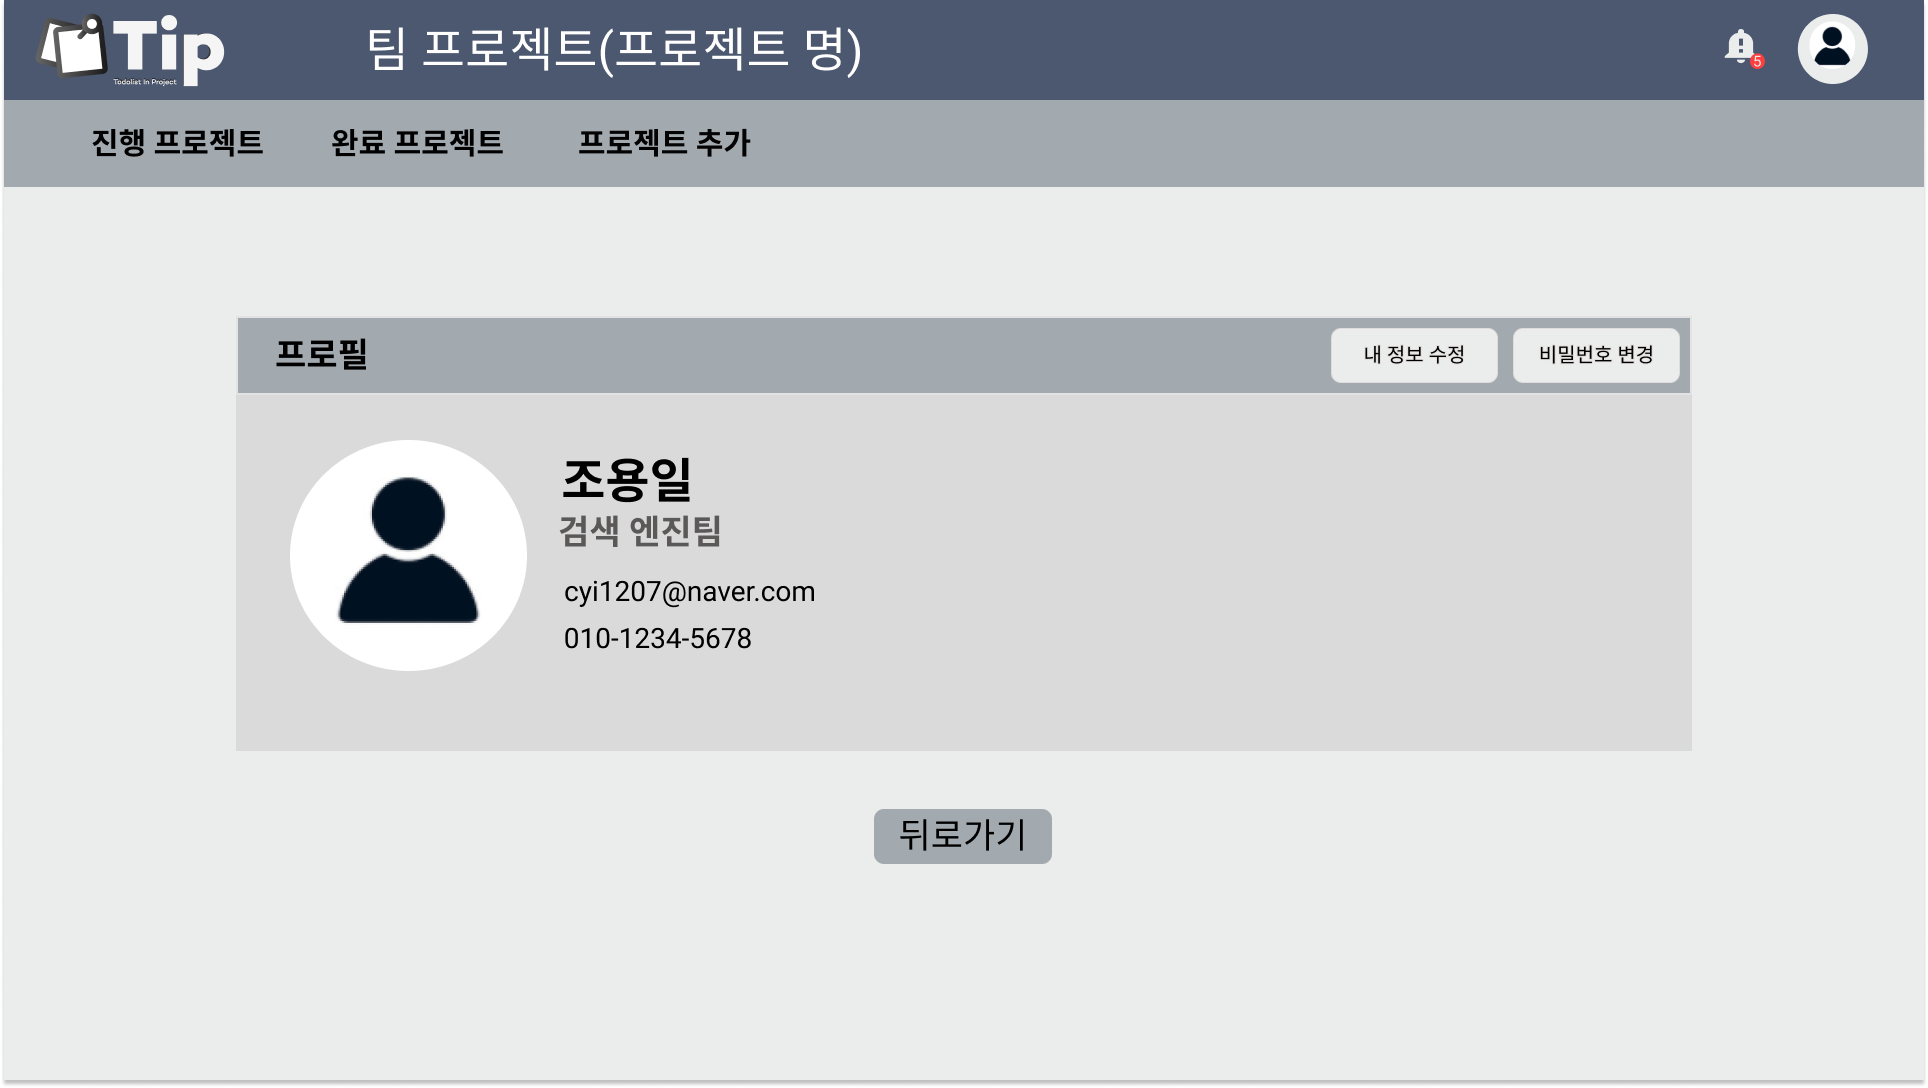 Tip
Todolist In Project
팀 프로젝트(프로젝트 명)
5
진행 프로젝트 완료 프로젝트 프로젝트 추가
프로필
내 정보 수정
비밀번호 변경
조용일
검색 엔진팀
cyi1207@naver.com
010-1234-5678
뒤로가기